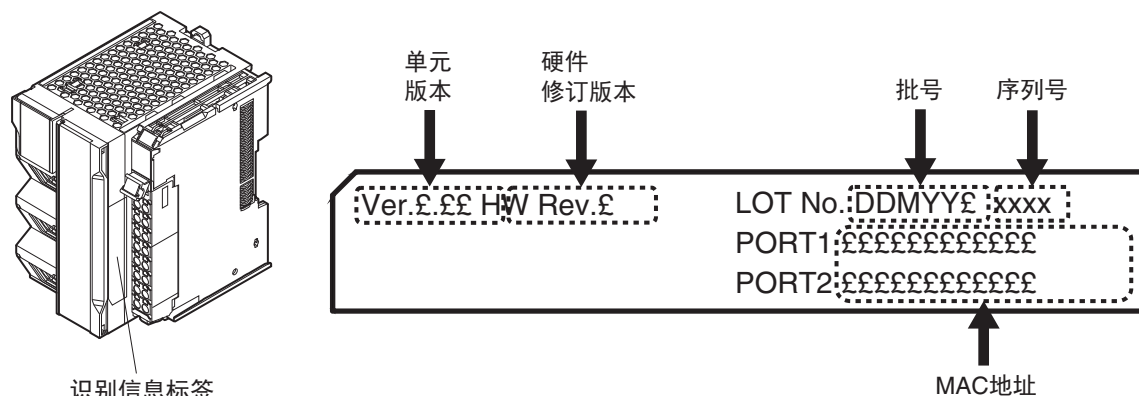 单元
版本
硬件
修订版本
批号
序列号
Ver.£.££ HW Rev.£
LOT No. DDMYY£ xxxx
PORT1 ££££££££££££
PORT2 ££££££££££££
MAC地址
识别信息标签